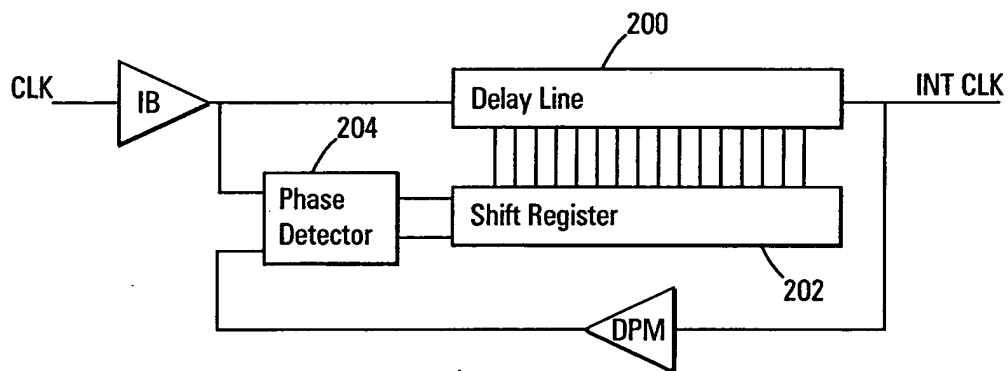 200
CLK
IB
Delay Line
INT CLK
204
Phase
Detector
Shift Register
202
DPM